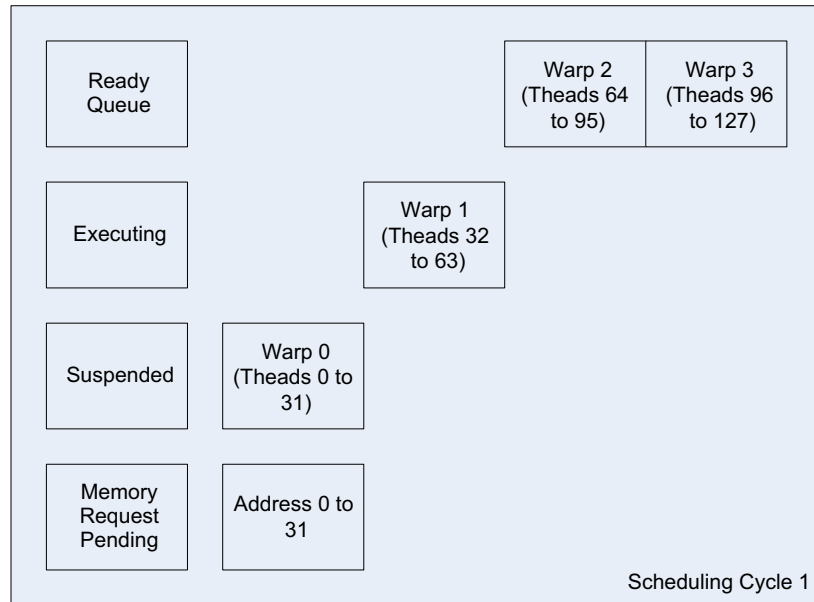 Ready
Queue
Warp 2
(Theads 64
to 95)
Warp 3
(Theads 96
to 127)
Executing
Warp 1
(Theads 32
to 63)
Suspended
Warp 0
(Theads 0 to
31)
Memory
Request
Pending
Address 0 to
31
Scheduling Cycle 1